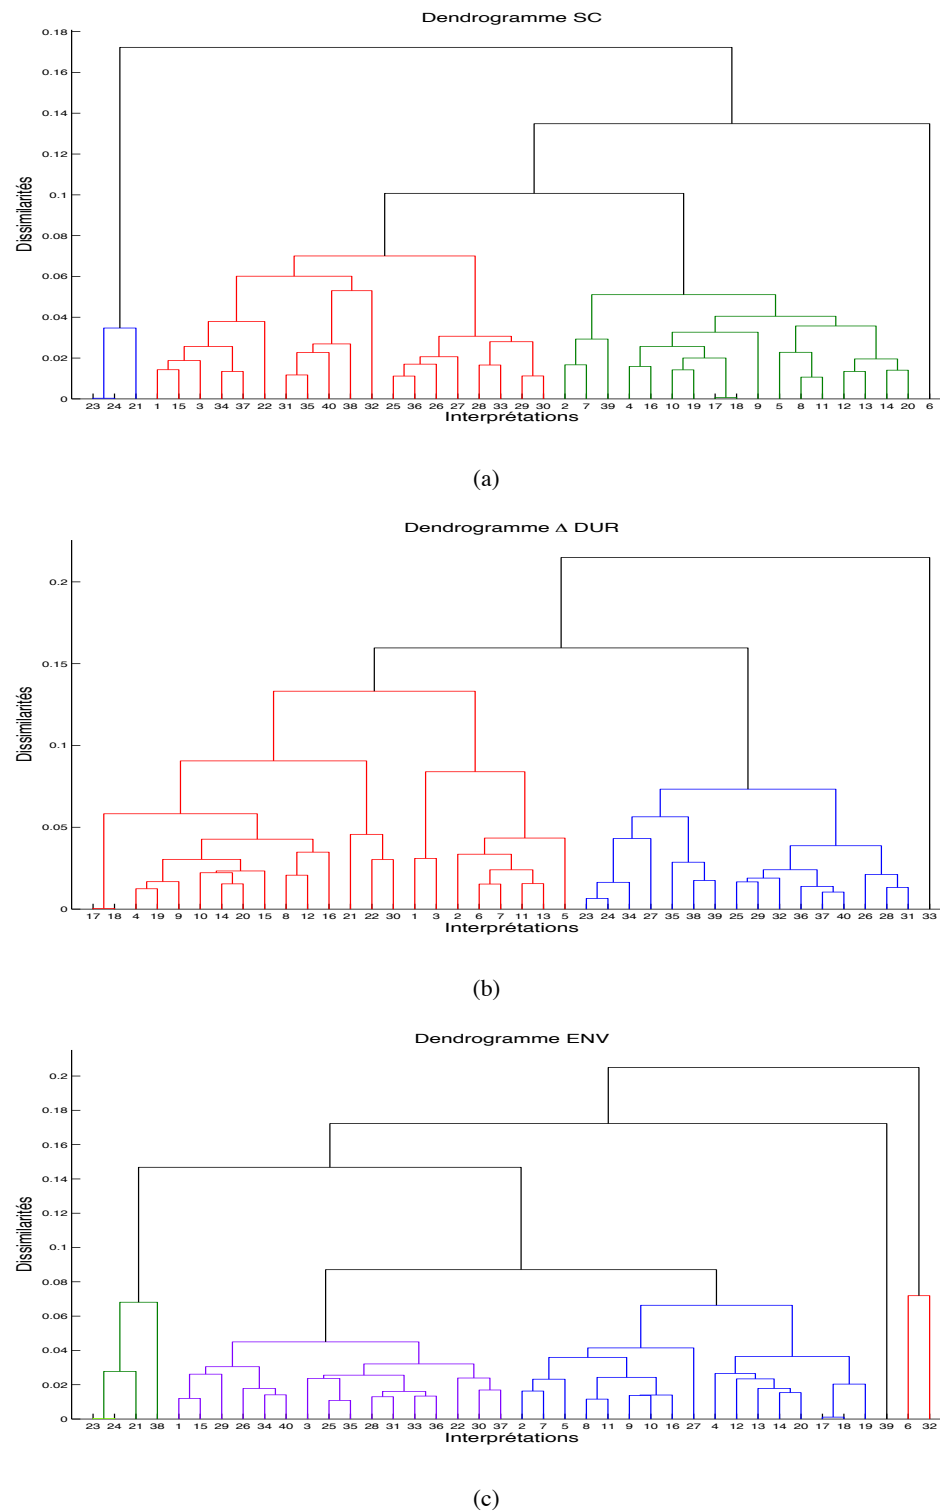 Dendrogramme SC
0.18
0.16
0.14
0.12
0.1
0.08
0.06
0.04
0.02
0
Dissimilarités
23 24 21 1 15 3 34 37 22 31 35 40 38 32 25 36 26 27 28 33 29 30 2 7 39 4 16 10 19 17 18 9 5 8 11 12 13 14 20 6
Interprétations
(a)
Dendrogramme Δ DUR
0.2
0.15
0.1
0.05
0
Dissimilarités
17 18 4 19 9 10 14 20 15 8 12 16 21 22 30 1 3 2 6 7 11 13 5 23 24 34 27 35 38 39 25 29 32 36 37 40 26 28 31 33
Interprétations
(b)
Dendrogramme ENV
0.2
0.18
0.16
0.14
0.12
0.1
0.08
0.06
0.04
0.02
0
Dissimilarités
23 24 21 38 1 15 29 26 34 40 3 25 35 28 31 33 36 22 30 37 2 7 5 8 11 9 10 16 27 4 12 13 14 20 17 18 19 39 6 32
Interprétations
(c)